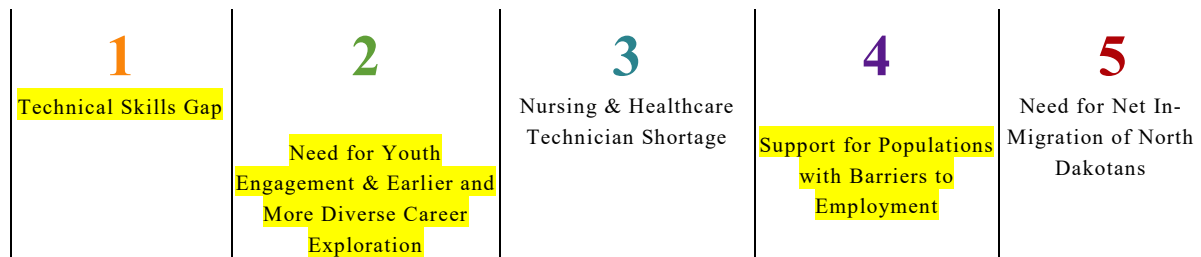 1
Technical Skills Gap
2
Need for Youth
Engagement & Earlier and
More Diverse Career
Exploration
3
Nursing & Healthcare
Technician Shortage
4
Support for Populations
with Barriers to
Employment
5
Need for Net In-
Migration of North
Dakotans